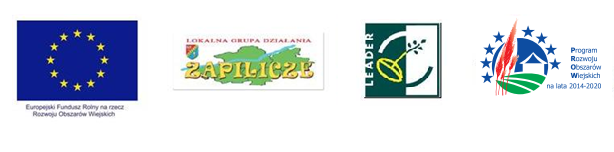 Europejski Fundusz Rolny na rzecz
Rozwoju Obszarów Wiejskich
LOKALNA GRUPA DZIAŁANIA
ZAPILICZE
LEADER
Program
Rozwoju
Obszarów
Wiejskich
na lata 2014-2020